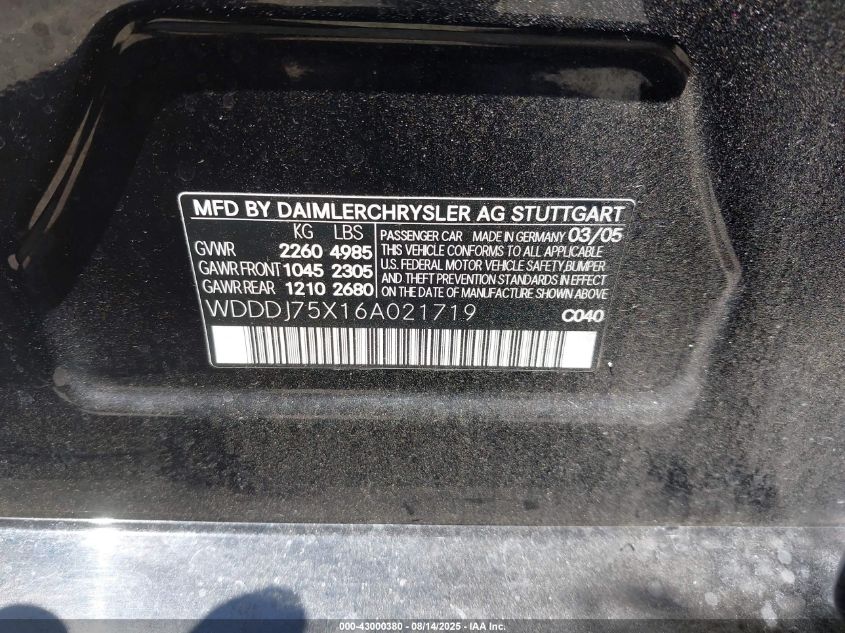 MFD BY DAIMLERCHRYSLER AG STUTTGART
KG LBS
GVWR 2260 4985
GAWR FRONT 1045 2305
GAWR REAR 1210 2680
PASSENGER CAR MADE IN GERMANY 03/05
THIS VEHICLE CONFORMS TO ALL APPLICABLE
U.S. FEDERAL MOTOR VEHICLE SAFETY, BUMPER
AND THEFT PREVENTION STANDARDS IN EFFECT
ON THE DATE OF MANUFACTURE SHOWN ABOVE
WDDDJ75X16A021719
C040
000-43000380 - 08/14/2025 - IAA Inc.